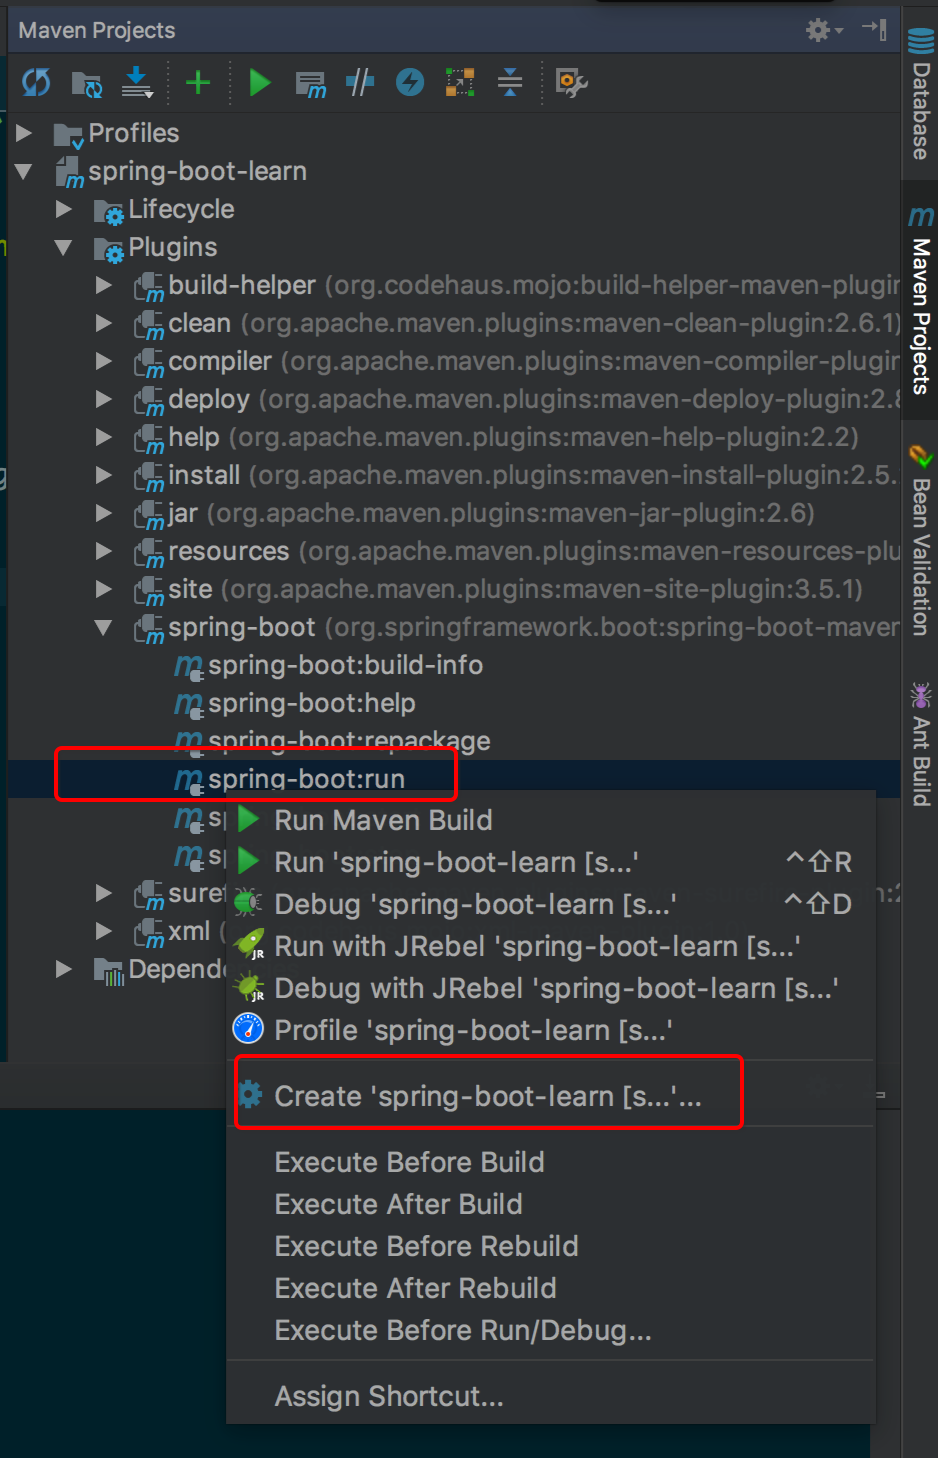 Maven Projects
Profiles
spring-boot-learn
Lifecycle
Plugins
build-helper (org.codehaus.mojo:build-helper-maven-plugin
clean (org.apache.maven.plugins:maven-clean-plugin:2.6.1)
compiler (org.apache.maven.plugins:maven-compiler-plugin
deploy (org.apache.maven.plugins:maven-deploy-plugin:2.8
help (org.apache.maven.plugins:maven-help-plugin:2.2)
install (org.apache.maven.plugins:maven-install-plugin:2.5.
jar (org.apache.maven.plugins:maven-jar-plugin:2.6)
resources (org.apache.maven.plugins:maven-resources-plu
site (org.apache.maven.plugins:maven-site-plugin:3.5.1)
spring-boot (org.springframework.boot:spring-boot-maven
spring-boot:build-info
spring-boot:help
spring-boot:repackage
spring-boot:run
Run Maven Build
Run 'spring-boot-learn [s...' ^⇧R
Debug 'spring-boot-learn [s...' ^⇧D
Run with JRebel 'spring-boot-learn [s...'
Debug with JRebel 'spring-boot-learn [s...'
Profile 'spring-boot-learn [s...'
Create 'spring-boot-learn [s...'...
Execute Before Build
Execute After Build
Execute Before Rebuild
Execute After Rebuild
Execute Before Run/Debug...
Assign Shortcut...
xml (
Database
Maven Projects
Bean Validation
Ant Build